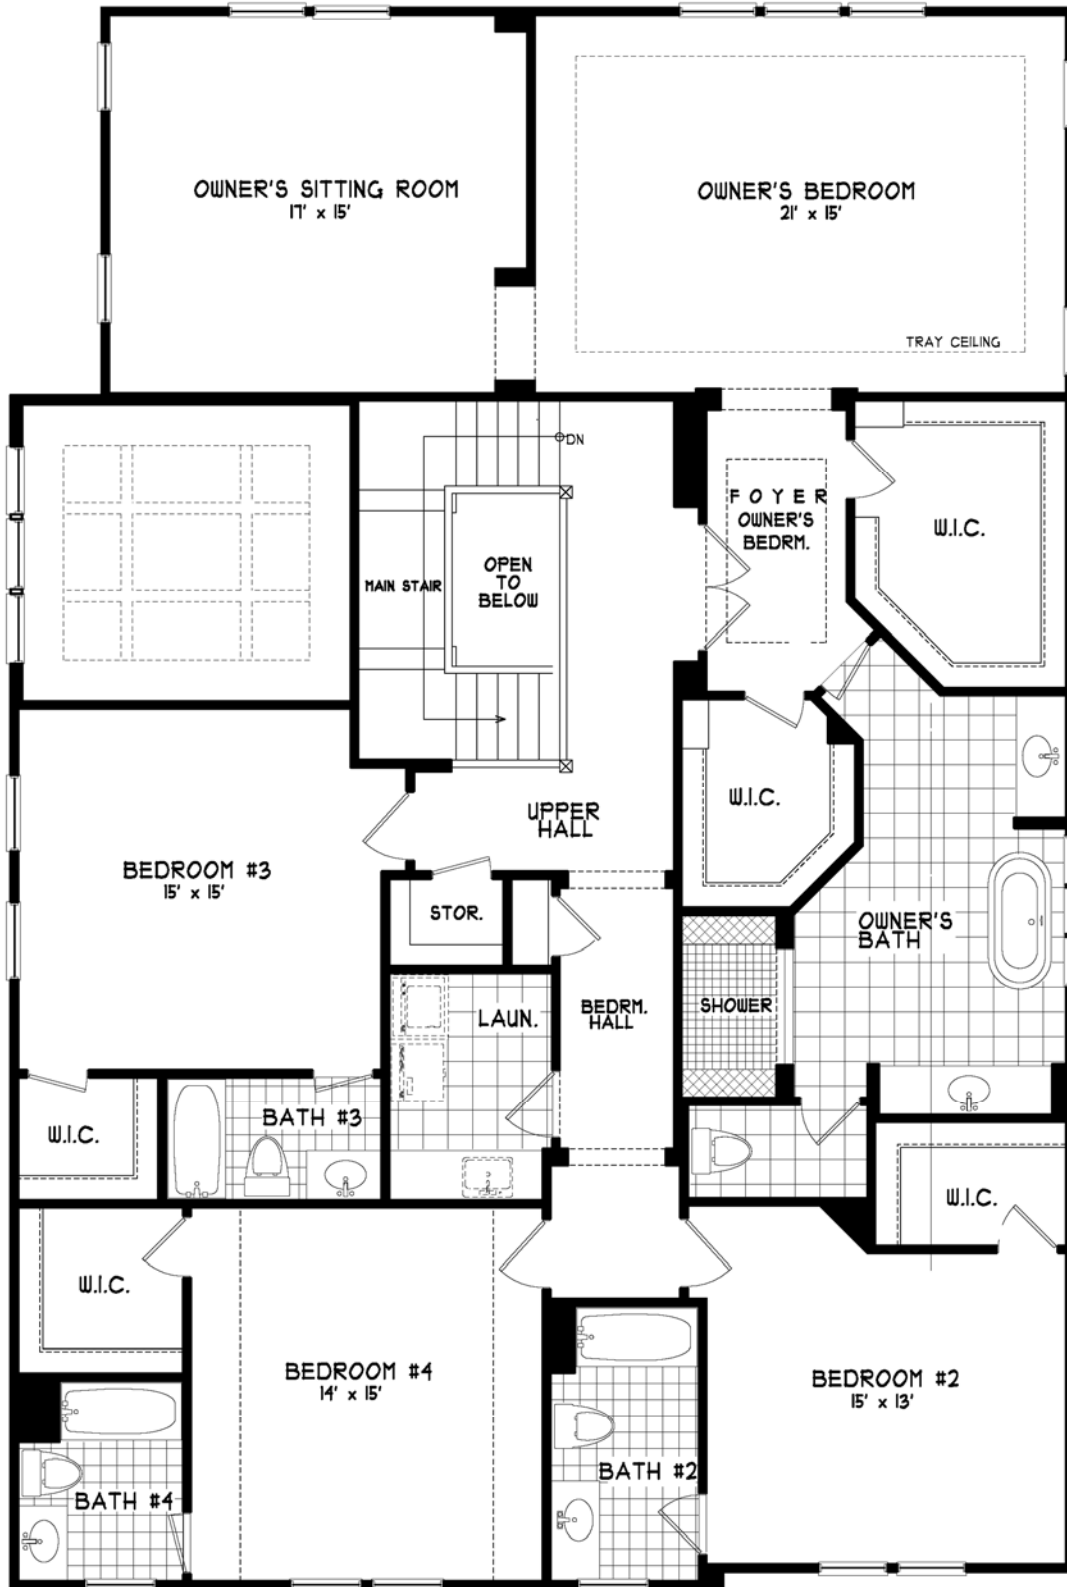 OWNER'S SITTING ROOM
17' x 15'
OWNER'S BEDROOM
21' x 15'
TRAY CEILING
DN
FOYER
OWNER'S
BEDRM.
W.I.C.
OPEN
TO
BELOW
MAIN STAIR
W.I.C.
UPPER
HALL
BEDROOM #3
15' x 15'
STOR.
OWNER'S
BATH
LAUN.
BEDRM.
HALL
SHOWER
BATH #3
W.I.C.
W.I.C.
W.I.C.
BEDROOM #4
14' x 15'
BEDROOM #2
15' x 13'
BATH #2
BATH #4